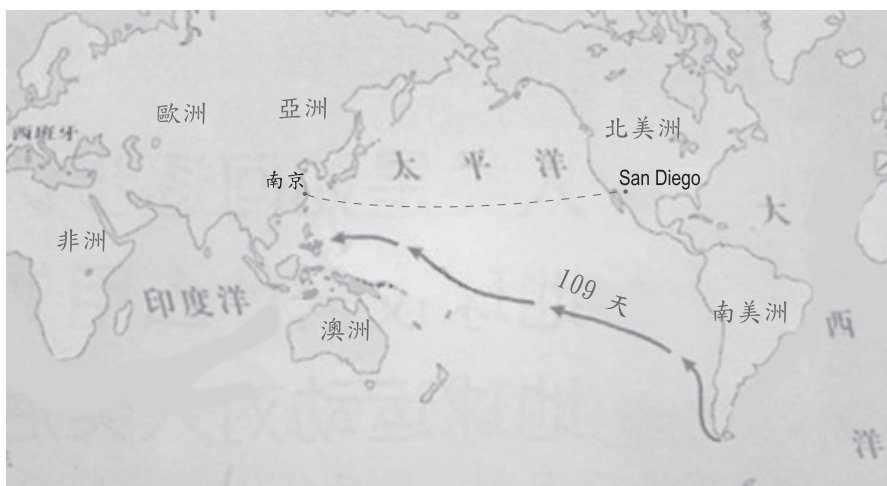 歐洲
亞洲
北美洲
西班牙
太平洋
南京
San Diego
大
非洲
109 天
印度洋
南美洲
澳洲
西
洋